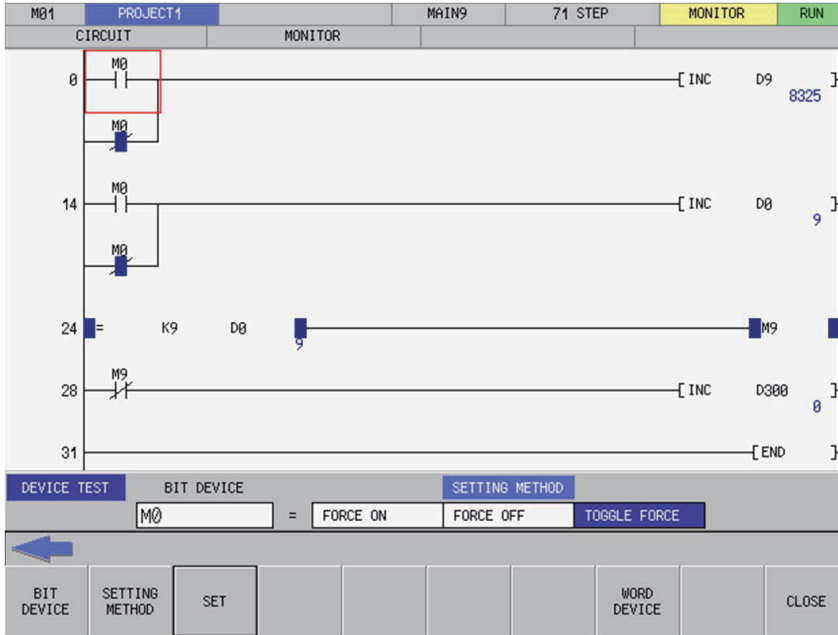 M01 PROJECT1 MAIN9 71 STEP MONITOR RUN
CIRCUIT MONITOR
M0
0 [ INC D9 ]
8325
M0
M0
14 [ INC D0 ]
9
M0
24 = K9 D0 M9
9
M9
28 [ INC D300 ]
0
31 [ END ]
DEVICE TEST BIT DEVICE SETTING METHOD
M0 = FORCE ON FORCE OFF TOGGLE FORCE
BIT DEVICE SETTING METHOD SET WORD DEVICE CLOSE